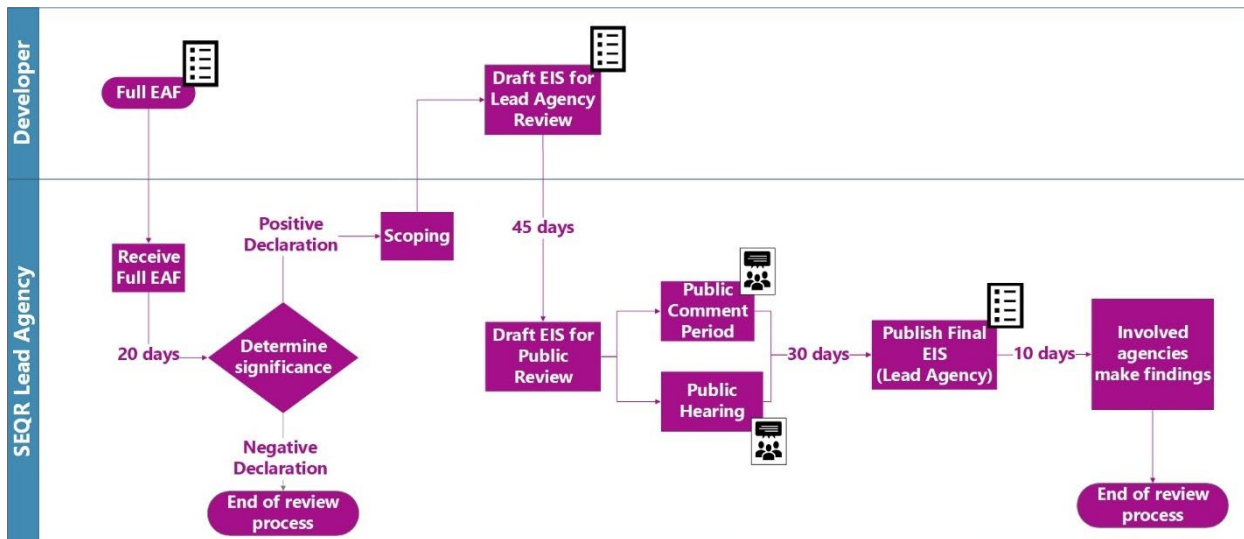 Developer
Full EAF
Draft EIS for
Lead Agency
Review
SEQR Lead Agency
Receive
Full EAF
20 days
Determine
significance
Positive
Declaration
Scoping
Negative
Declaration
End of review
process
45 days
Draft EIS for
Public
Review
Public
Comment
Period
Public
Hearing
30 days
Publish Final
EIS
(Lead Agency)
10 days
Involved
agencies
make findings
End of review
process